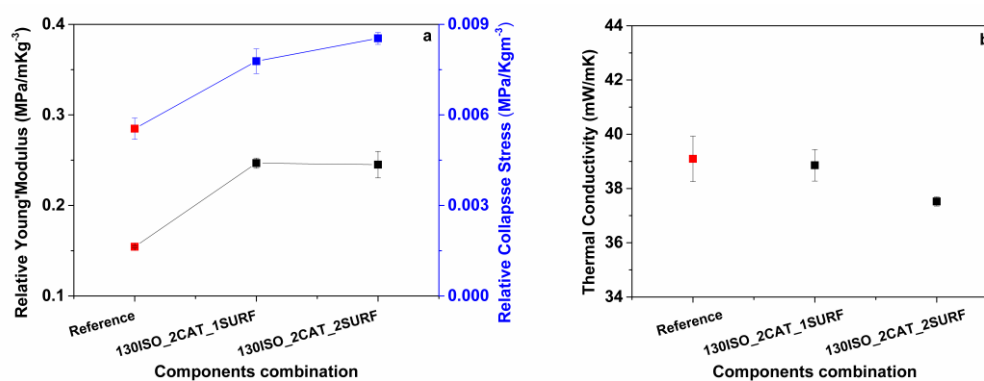 a
Relative Young'Modulus (MPa/mKg-3)
0.4
0.3
0.2
0.1
0.009
0.006
0.003
0.000
Relative Collapsse Stress (MPa/Kgm-3)
Reference
130ISO_2CAT_1SURF
130ISO_2CAT_2SURF
Components combination
b
Thermal Conductivity (mW/mK)
44
42
40
38
36
34
Reference
130ISO_2CAT_1SURF
130ISO_2CAT_2SURF
Components combination